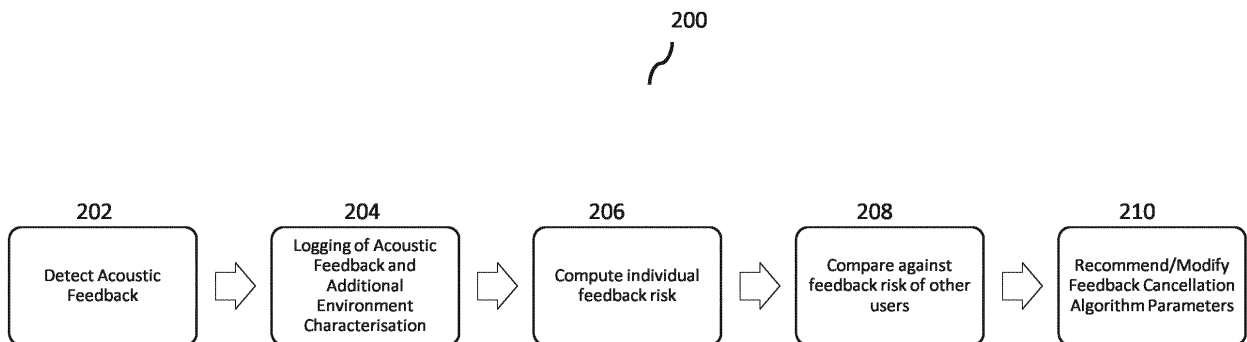 200
202
Detect Acoustic
Feedback
204
Logging of Acoustic
Feedback and
Additional
Environment
Characterisation
206
Compute individual
feedback risk
208
Compare against
feedback risk of other
users
210
Recommend/Modify
Feedback Cancellation
Algorithm Parameters